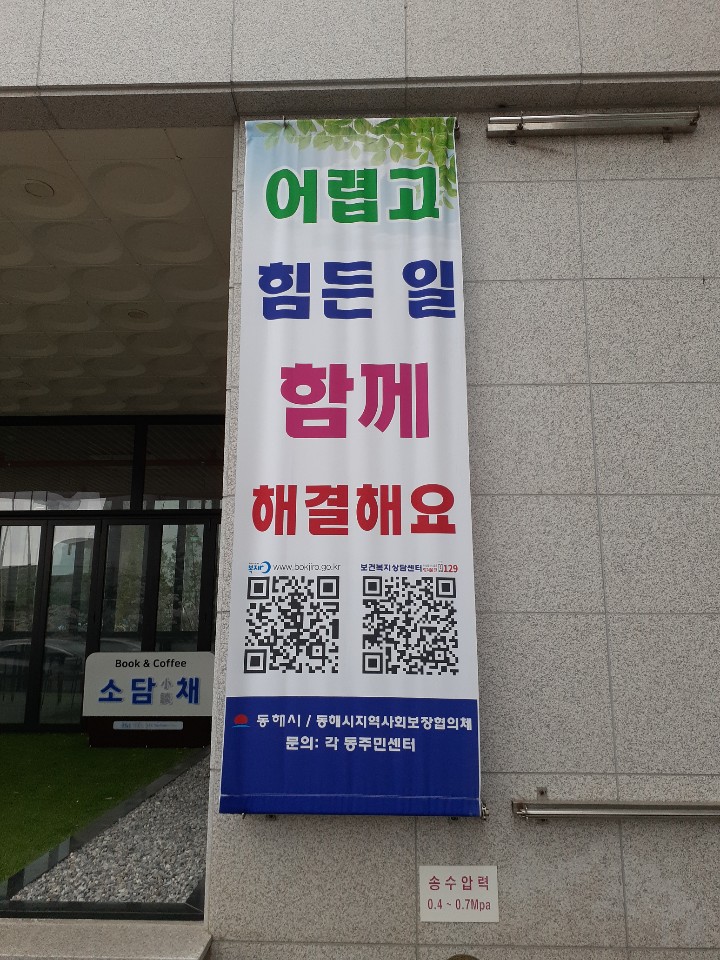 어렵고
힘든 일
함께
해결해요
복지로 www.bokjiro.go.kr
보건복지상담센터 129
동해시 / 동해시지역사회보장협의체
문의: 각 동주민센터
Book & Coffee
소담 小談 채
송수압력
0.4 ~ 0.7Mpa